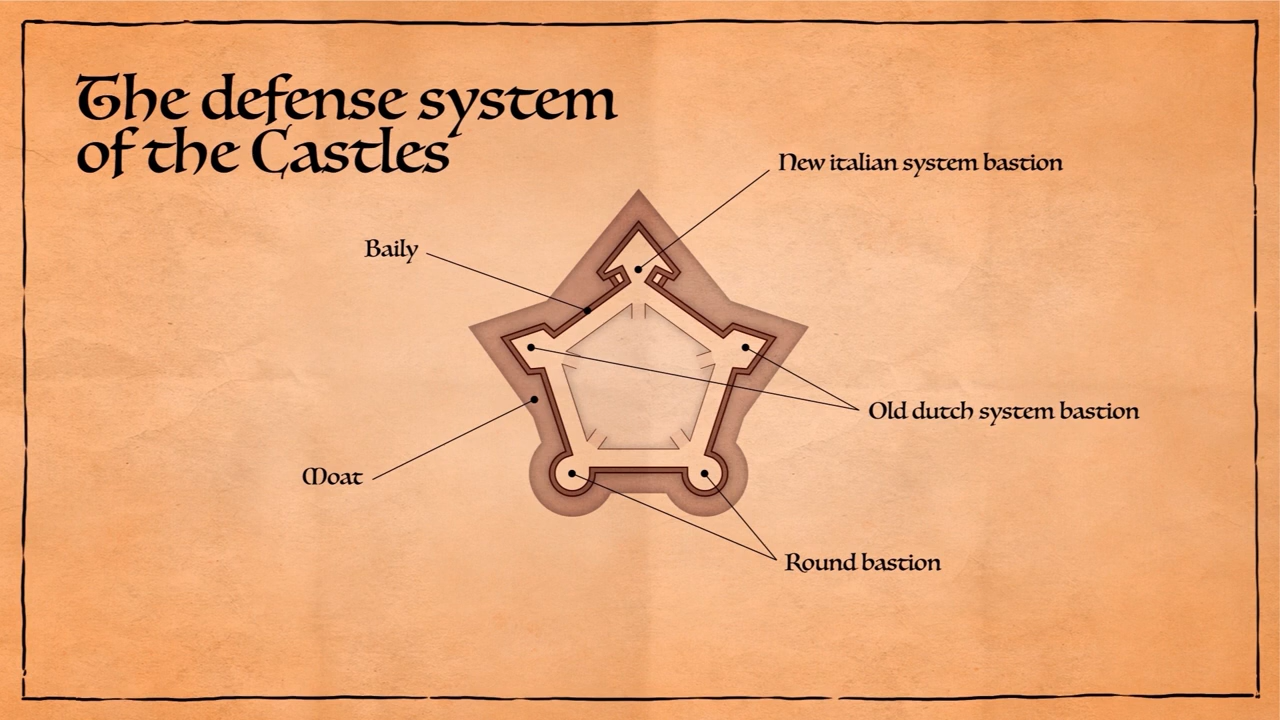 The defense system
of the Castles
New italian system bastion
Baily
Old dutch system bastion
Moat
Round bastion